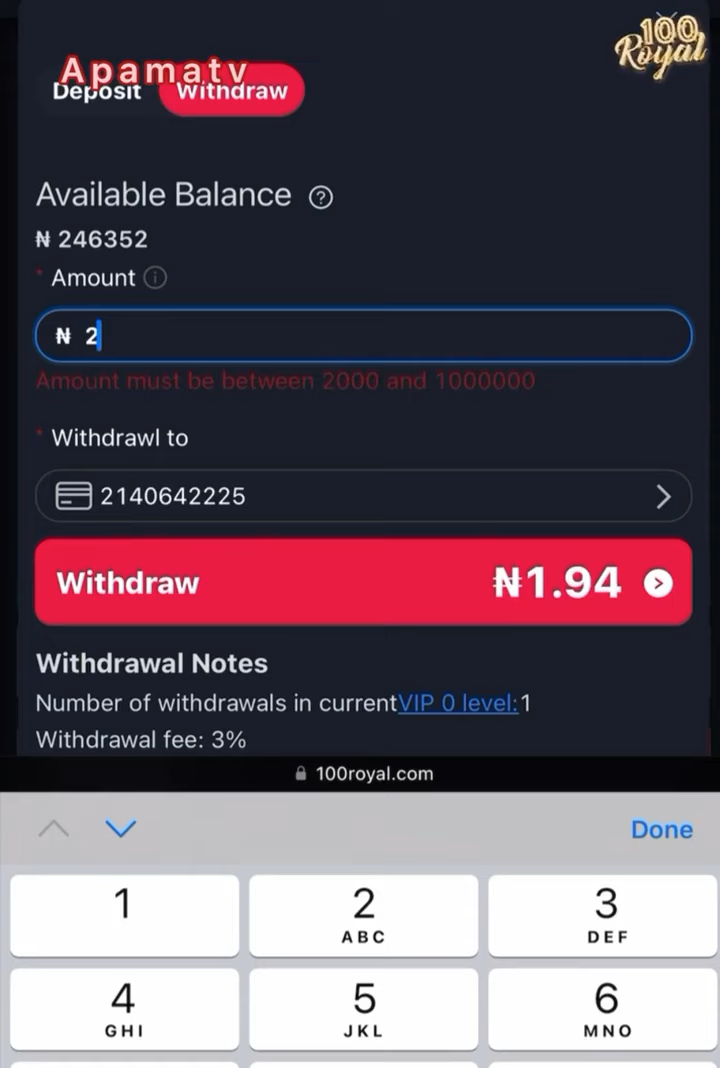 100
Royal
Apamatv
Deposit Withdraw
Available Balance ?
₦ 246352
* Amount
₦ 2
Amount must be between 2000 and 1000000
* Withdrawl to
2140642225
Withdraw ₦1.94
Withdrawal Notes
Number of withdrawals in currentVIP 0 level:1
Withdrawal fee: 3%
100royal.com
Done
1 2 3
ABC DEF
4 5 6
GHI JKL MNO